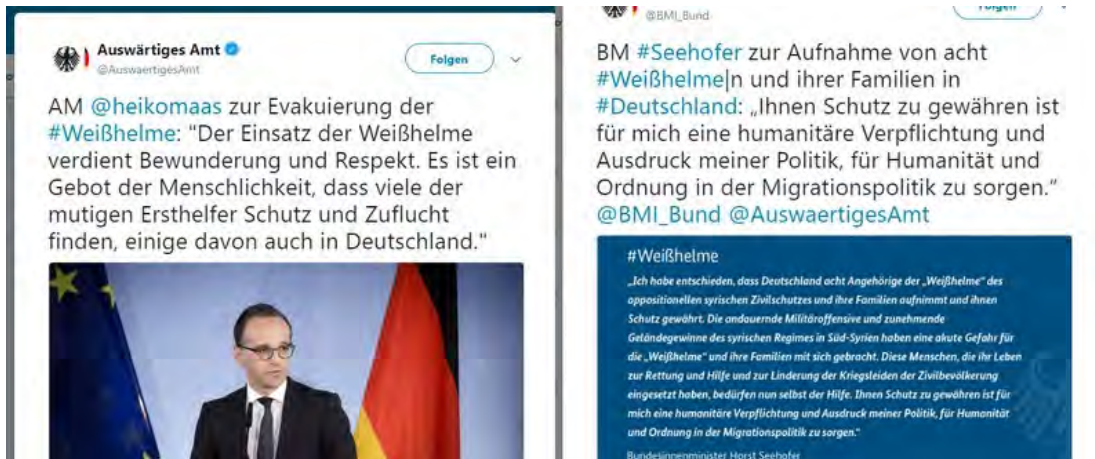 Auswärtiges Amt
@AuswaertigesAmt
Folgen
AM @heikomaas zur Evakuierung der
#Weißhelme: "Der Einsatz der Weißhelme
verdient Bewunderung und Respekt. Es ist ein
Gebot der Menschlichkeit, dass viele der
mutigen Ersthelfer Schutz und Zuflucht
finden, einige davon auch in Deutschland."
@BMI_Bund
Folgen
BM #Seehofer zur Aufnahme von acht
#Weißhelme|n und ihrer Familien in
#Deutschland: „Ihnen Schutz zu gewähren ist
für mich eine humanitäre Verpflichtung und
Ausdruck meiner Politik, für Humanität und
Ordnung in der Migrationspolitik zu sorgen.“
@BMI_Bund @AuswaertigesAmt
#Weißhelme
„Ich habe entschieden, dass Deutschland acht Angehörige der „Weißhelme“ des
oppositionellen syrischen Zivilschutzes und ihre Familien aufnimmt und ihnen
Schutz gewährt. Die andauernde Militäroffensive und zunehmende
Geländegewinne des syrischen Regimes in Süd-Syrien haben eine akute Gefahr für
die „Weißhelme“ und ihre Familien mit sich gebracht. Diese Menschen, die ihr Leben
zur Rettung und Hilfe und zur Linderung der Kriegsleiden der Zivilbevölkerung
eingesetzt haben, bedürfen nun selbst der Hilfe. Ihnen Schutz zu gewähren ist für
mich eine humanitäre Verpflichtung und Ausdruck meiner Politik, für Humanität
und Ordnung in der Migrationspolitik zu sorgen.“
Bundesinnenminister Horst Seehofer